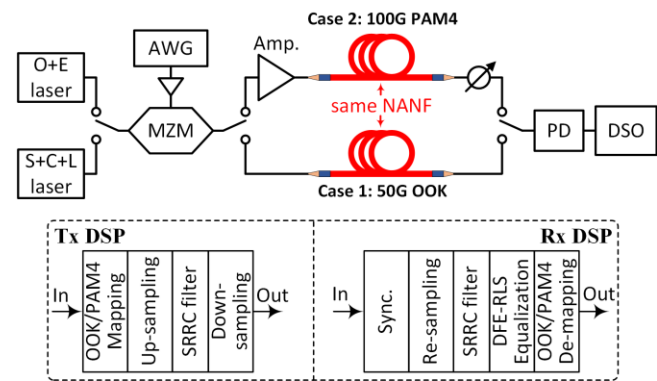 Case 2: 100G PAM4
AWG
Amp.
O+E
laser
MZM
same NANF
PD
DSO
S+C+L
laser
Case 1: 50G OOK
Tx DSP
Rx DSP
In
OOK/PAM4
Mapping
Up-sampling
SRRC filter
Down-
sampling
Out
In
Sync.
Re-sampling
SRRC filter
DFE-RLS
Equalization
OOK/PAM4
De-mapping
Out